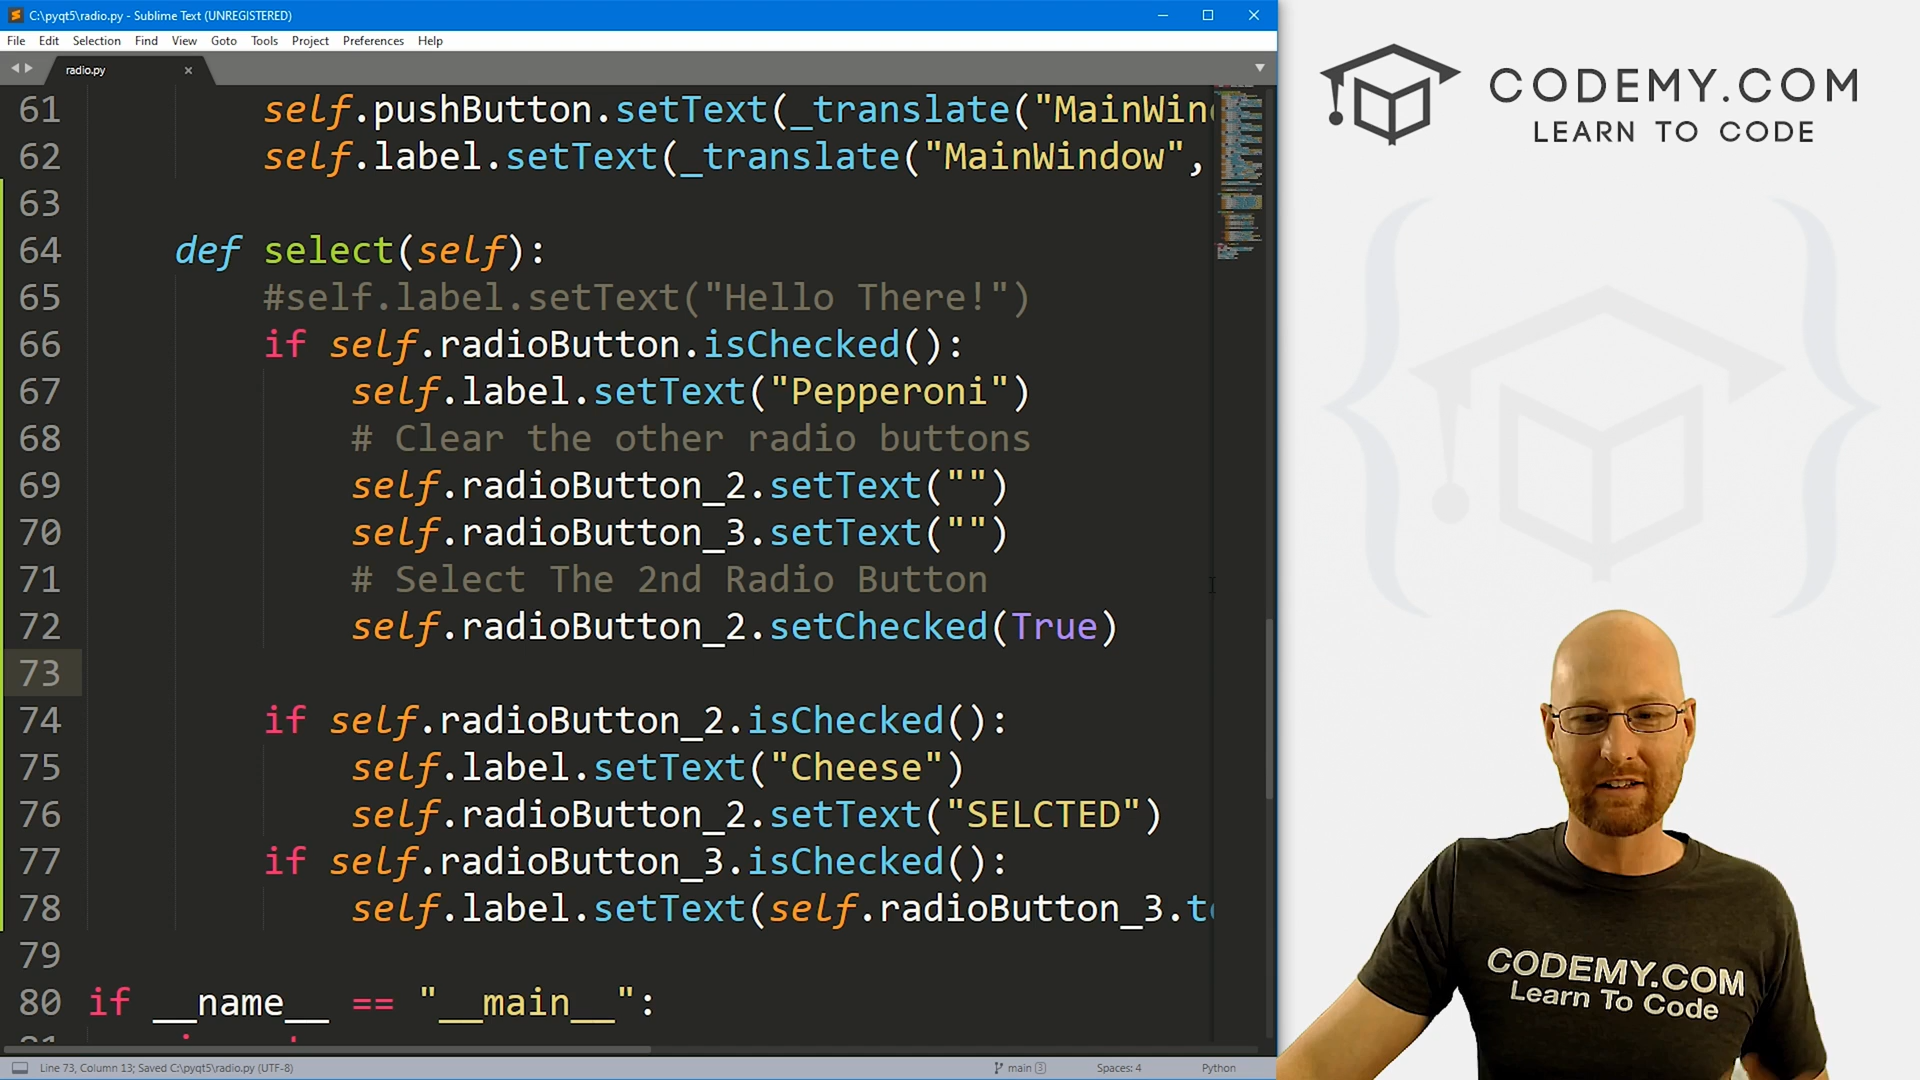 C:\pyqt5\radio.py - Sublime Text (UNREGISTERED)
File Edit Selection Find View Goto Tools Project Preferences Help
radio.py
61 self.pushButton.setText(_translate("MainWind
62 self.label.setText(_translate("MainWindow",
63
64 def select(self):
65 #self.label.setText("Hello There!")
66 if self.radioButton.isChecked():
67 self.label.setText("Pepperoni")
68 # Clear the other radio buttons
69 self.radioButton_2.setText("")
70 self.radioButton_3.setText("")
71 # Select The 2nd Radio Button
72 self.radioButton_2.setChecked(True)
73
74 if self.radioButton_2.isChecked():
75 self.label.setText("Cheese")
76 self.radioButton_2.setText("SELCTED")
77 if self.radioButton_3.isChecked():
78 self.label.setText(self.radioButton_3.te
79
80 if __name__ == "__main__":
Line 73, Column 13; Saved C:\pyqt5\radio.py (UTF-8)
main (3)
Spaces: 4
Python
CODEMY.COM
LEARN TO CODE
CODEMY.COM
Learn To Code